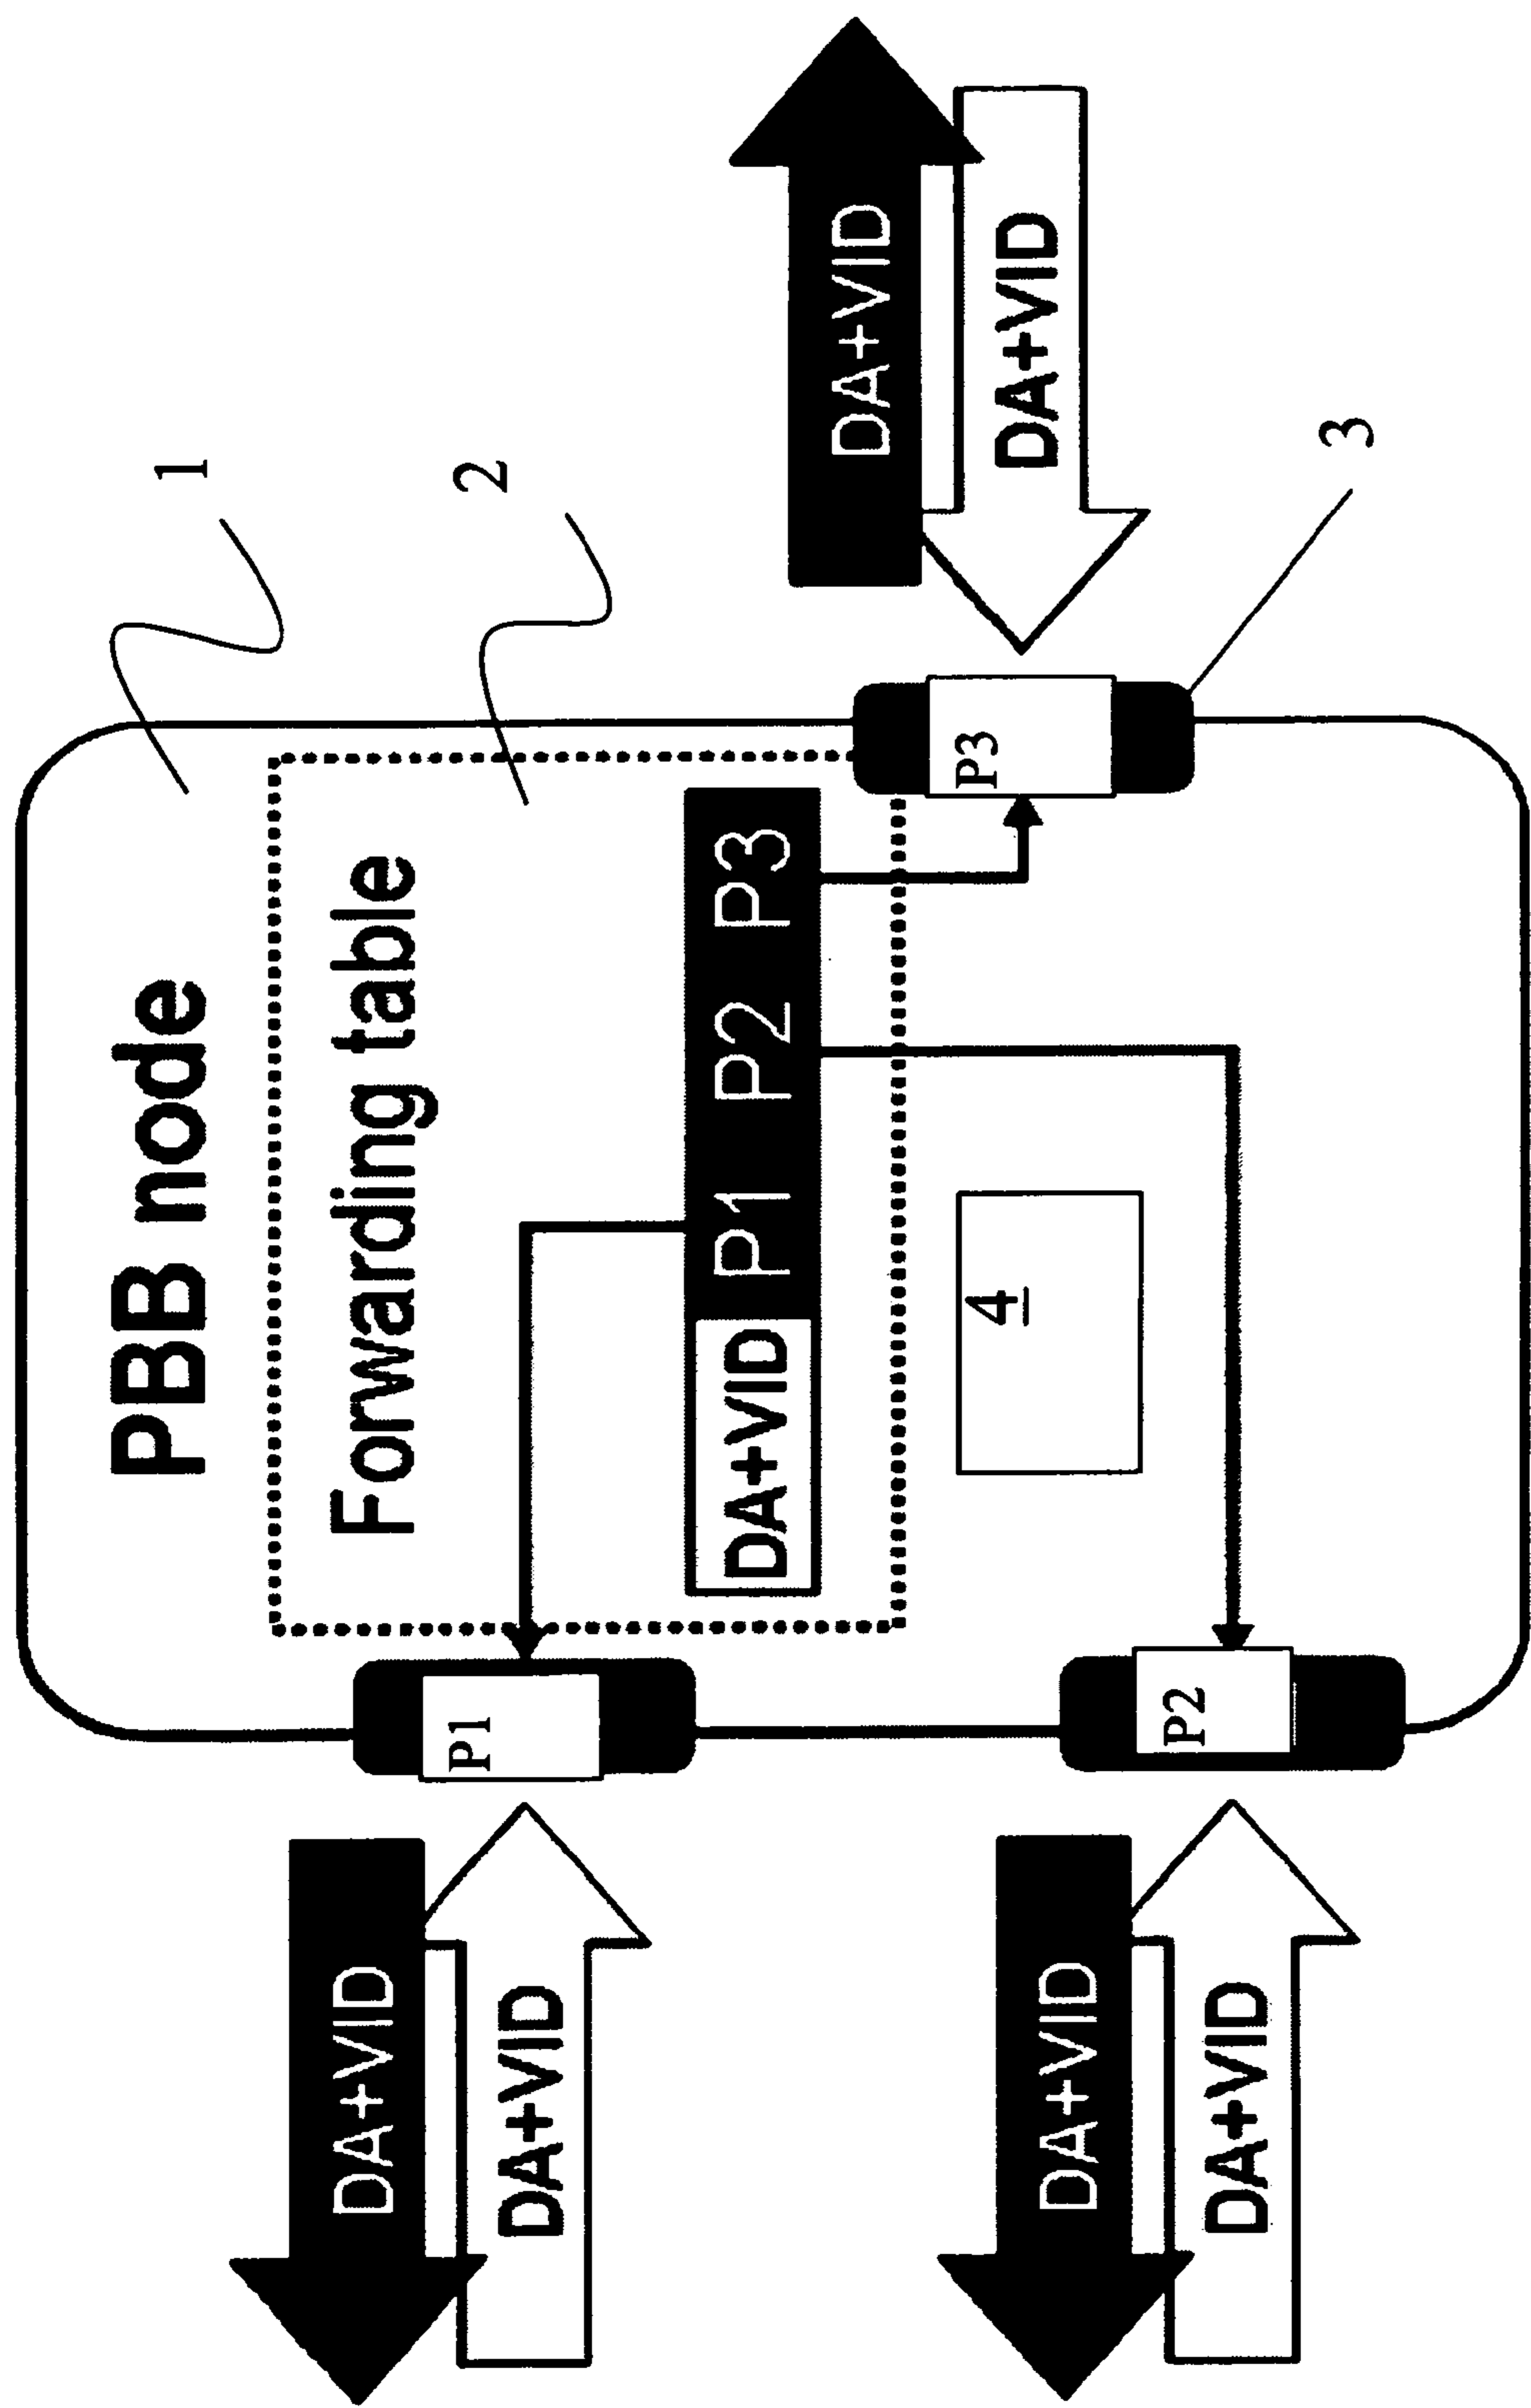 PBB node
1
Forwarding table
2
DA+VID P1 P2 P3
P1
P3
P2
4
3
DA+VID
DA+VID
DA+VID
DA+VID
DA+VID
DA+VID